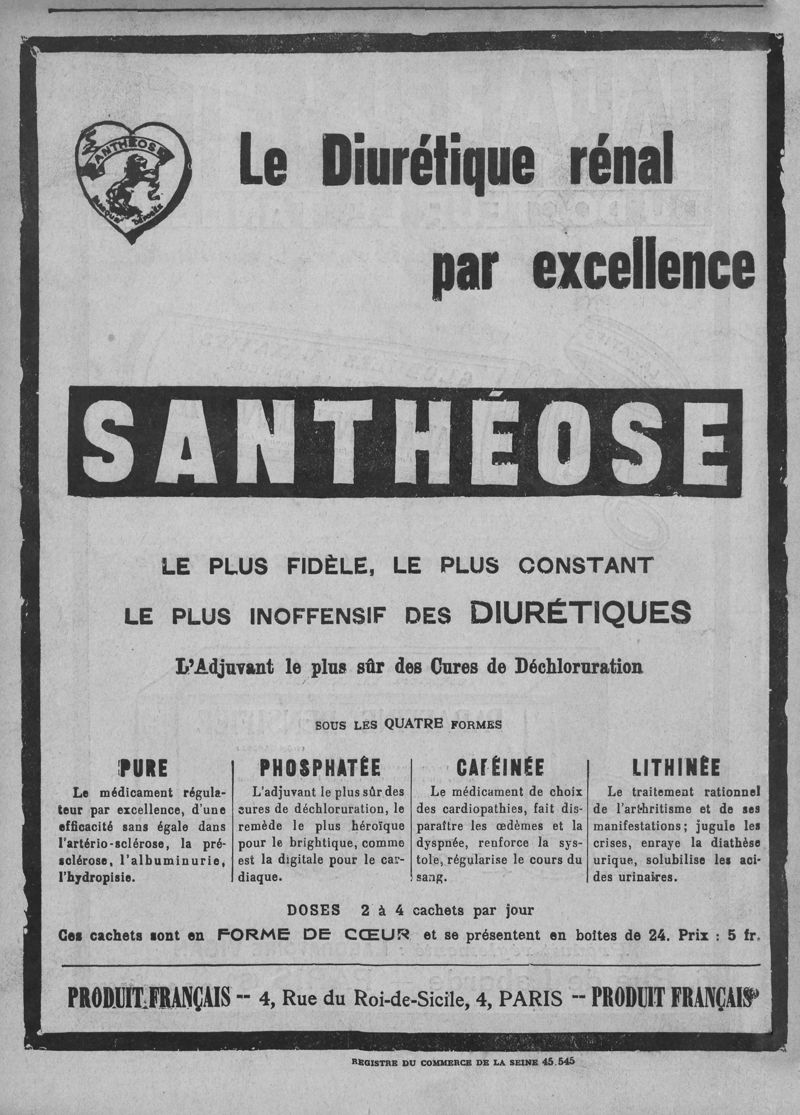 SANTHÉOSE
MARQUE DÉPOSÉE
Le Diurétique rénal
par excellence
SANTHÉOSE
LE PLUS FIDÈLE, LE PLUS CONSTANT
LE PLUS INOFFENSIF DES DIURÉTIQUES
L'Adjuvant le plus sûr des Cures de Déchloruration
SOUS LES QUATRE FORMES
PURE
Le médicament régula-
teur par excellence, d'une
efficacité sans égale dans
l'artério-sclérose, la pré-
sclérose, l'albuminurie,
l'hydropisie.
PHOSPHATÉE
L'adjuvant le plus sûr des
cures de déchloruration, le
remède le plus héroïque
pour le brightique, comme
est la digitale pour le car-
diaque.
CAFÉINÉE
Le médicament de choix
des cardiopathies, fait dis-
paraître les œdèmes et la
dyspnée, renforce la sys-
tole, régularise le cours du
sang.
LITHINÉE
Le traitement rationnel
de l'arthritisme et de ses
manifestations; jugule les
crises, enraye la diathèse
urique, solubilise les aci-
des urinaires.
DOSES 2 à 4 cachets par jour
Ces cachets sont en FORME DE CŒUR et se présentent en boîtes de 24. Prix : 5 fr.
PRODUIT FRANÇAIS -- 4, Rue du Roi-de-Sicile, 4, PARIS -- PRODUIT FRANÇAIS
REGISTRE DU COMMERCE DE LA SEINE 45.545